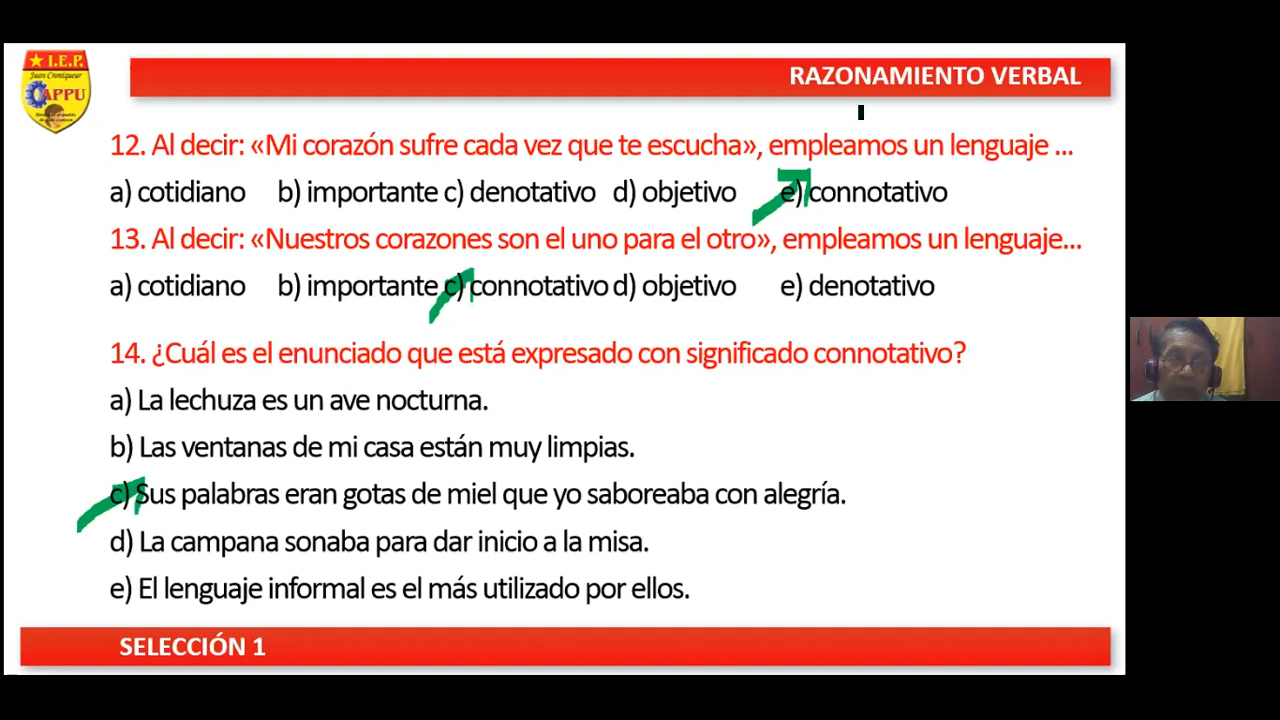 I.E.P.
Juan Croniqueur
CAPPU
RAZONAMIENTO VERBAL
12. Al decir: «Mi corazón sufre cada vez que te escucha», empleamos un lenguaje ...
a) cotidiano b) importante c) denotativo d) objetivo e) connotativo
13. Al decir: «Nuestros corazones son el uno para el otro», empleamos un lenguaje...
a) cotidiano b) importante c) connotativo d) objetivo e) denotativo
14. ¿Cuál es el enunciado que está expresado con significado connotativo?
a) La lechuza es un ave nocturna.
b) Las ventanas de mi casa están muy limpias.
c) Sus palabras eran gotas de miel que yo saboreaba con alegría.
d) La campana sonaba para dar inicio a la misa.
e) El lenguaje informal es el más utilizado por ellos.
SELECCIÓN 1